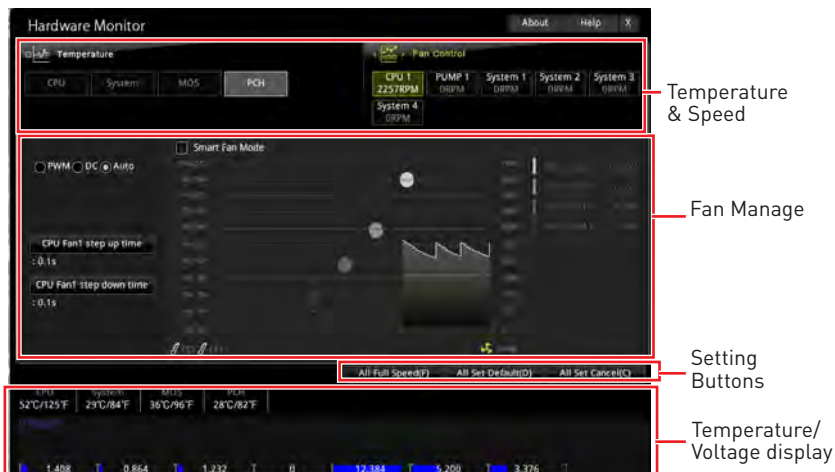 Hardware Monitor
About Help X
Temperature
Fan Control
CPU System MOS PCH
CPU 1 PUMP 1 System 1 System 2 System 3
2257RPM 0RPM 0RPM 0RPM 0RPM
System 4
0RPM
Temperature
& Speed
Smart Fan Mode
PWM DC Auto
Fan Manage
CPU Fan1 step up time
: 0.1s
CPU Fan1 step down time
: 0.1s
All Full Speed(F) All Set Default(D) All Set Cancel(C)
Setting
Buttons
CPU System MOS PCH
52°C/125°F 29°C/84°F 36°C/96°F 28°C/82°F
Temperature/
Voltage display
1.408 0.864 1.232 0 12.384 5.200 3.376